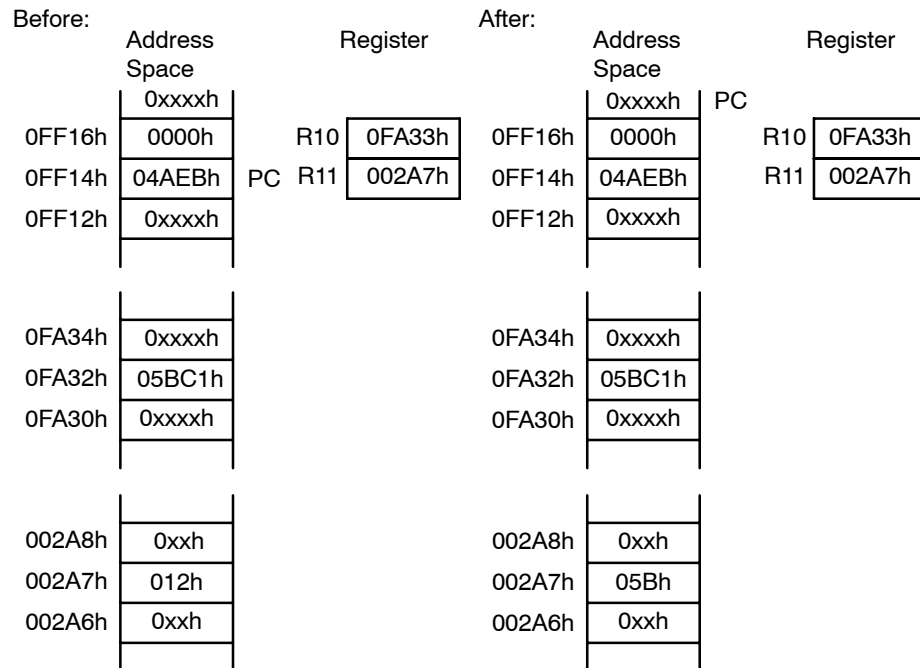 Before: After:
Address Register Address Register
Space Space
0xxxxh 0xxxxh PC
0FF16h 0000h R10 0FA33h 0FF16h 0000h R10 0FA33h
0FF14h 04AEBh PC R11 002A7h 0FF14h 04AEBh R11 002A7h
0FF12h 0xxxxh 0FF12h 0xxxxh
0FA34h 0xxxxh 0FA34h 0xxxxh
0FA32h 05BC1h 0FA32h 05BC1h
0FA30h 0xxxxh 0FA30h 0xxxxh
002A8h 0xxh 002A8h 0xxh
002A7h 012h 002A7h 05Bh
002A6h 0xxh 002A6h 0xxh